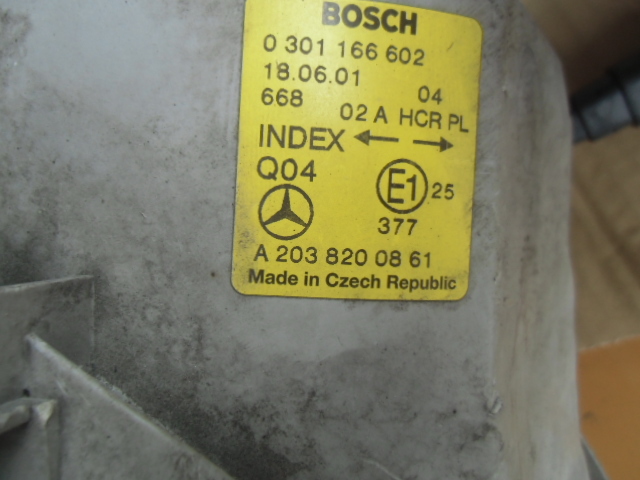 BOSCH
0 301 166 602
18.06.01 04
668 02 A HCR PL
INDEX
Q04
E1 25
377
A 203 820 08 61
Made in Czech Republic